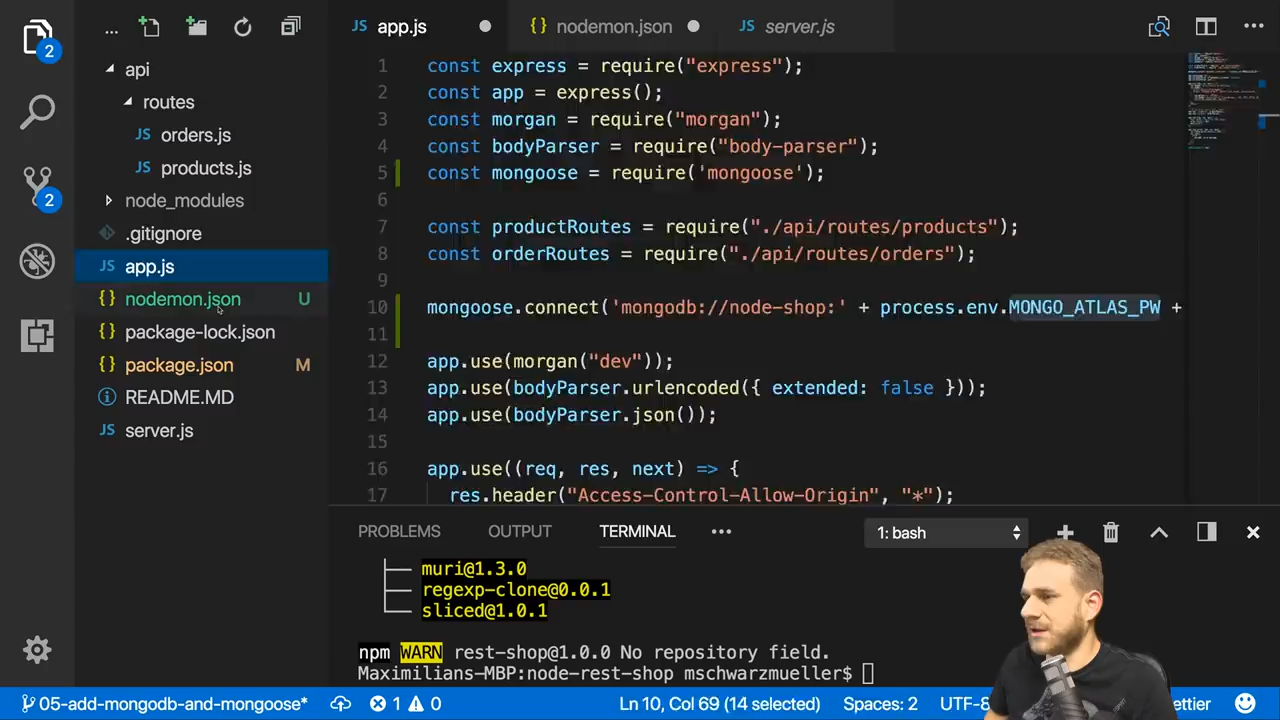 2
2
...
api
routes
JS orders.js
JS products.js
node_modules
.gitignore
JS app.js
{} nodemon.json U
{} package-lock.json
{} package.json M
README.MD
JS server.js
JS app.js
{} nodemon.json
JS server.js
...
1 const express = require("express");
2 const app = express();
3 const morgan = require("morgan");
4 const bodyParser = require("body-parser");
5 const mongoose = require('mongoose');
6
7 const productRoutes = require("./api/routes/products");
8 const orderRoutes = require("./api/routes/orders");
9
10 mongoose.connect('mongodb://node-shop:' + process.env.MONGO_ATLAS_PW +
11
12 app.use(morgan("dev"));
13 app.use(bodyParser.urlencoded({ extended: false }));
14 app.use(bodyParser.json());
15
16 app.use((req, res, next) => {
17 res.header("Access-Control-Allow-Origin", "*");
PROBLEMS OUTPUT TERMINAL ... 1: bash
├── muri@1.3.0
├── regexp-clone@0.0.1
└── sliced@1.0.1
npm WARN rest-shop@1.0.0 No repository field.
Maximilians-MBP:node-rest-shop mschwarzmueller$
05-add-mongodb-and-mongoose* 1 0 Ln 10, Col 69 (14 selected) Spaces: 2 UTF-8 ttier